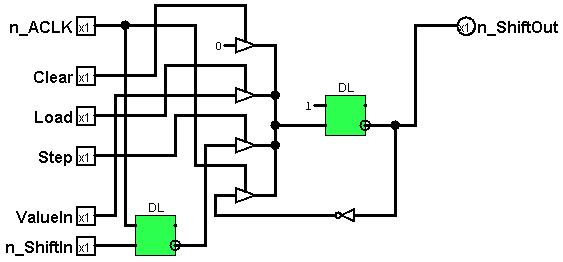 n_ACLK x1
x1 n_ShiftOut
0
Clear x1
DL
Load x1
1
Step x1
DL
ValueIn x1
n_ShiftIn x1